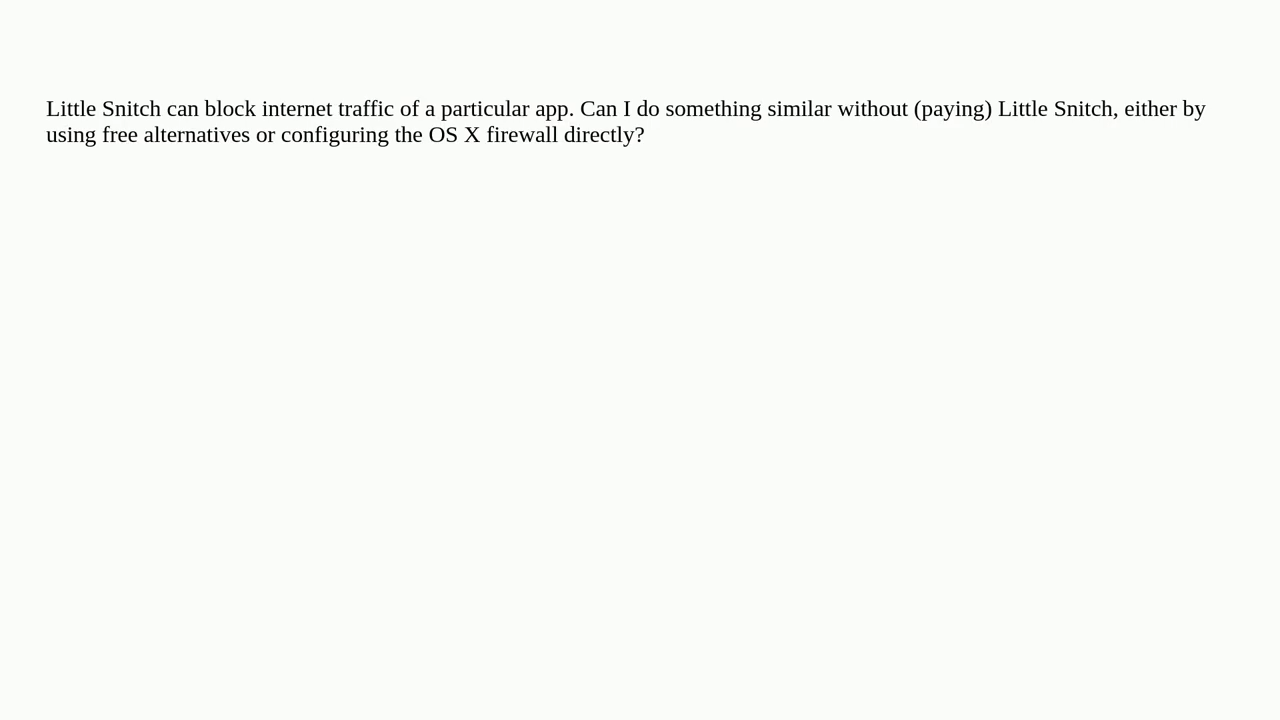 Little Snitch can block internet traffic of a particular app. Can I do something similar without (paying) Little Snitch, either by
using free alternatives or configuring the OS X firewall directly?